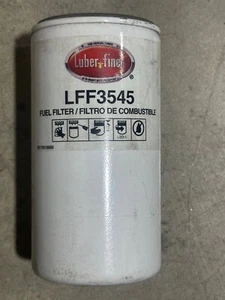 Luber-finer
®
LFF3545
FUEL FILTER / FILTRO DE COMBUSTIBLE